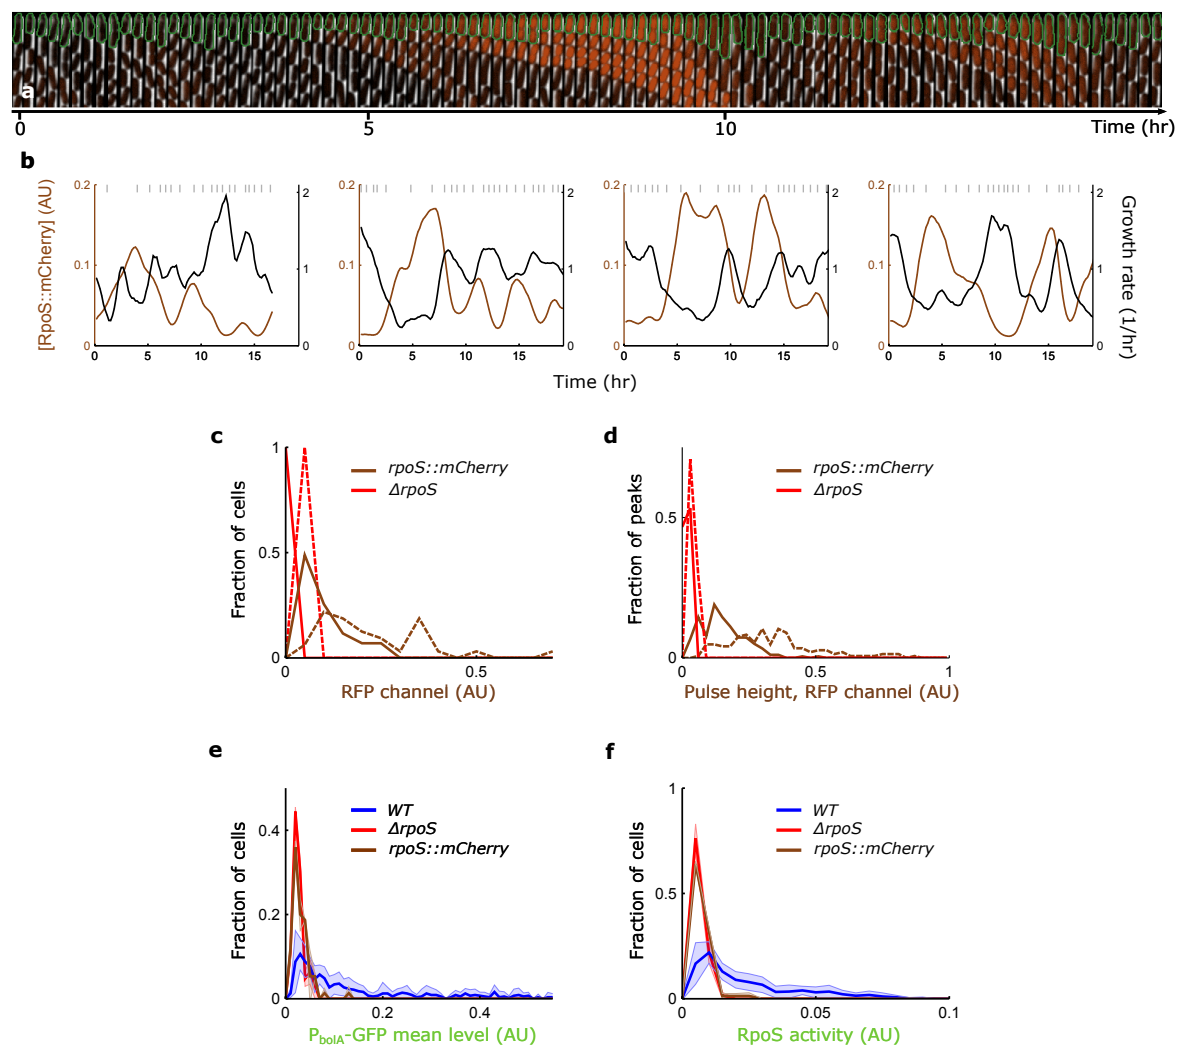 a
0 5 10 Time (hr)
b
[RpoS::mCherry] (AU)
0.2 0.1 0
0 5 10 15
2 1 0
0.2 0.1 0
0 5 10 15
2 1 0
0.2 0.1 0
0 5 10 15
2 1 0
0.2 0.1 0
0 5 10 15
2 1 0
Growth rate (1/hr)
Time (hr)
c
Fraction of cells
1 0.5 0
rpoS::mCherry
ΔrpoS
0 0.5
RFP channel (AU)
d
Fraction of peaks
0.5 0
rpoS::mCherry
ΔrpoS
0 0.5 1
Pulse height, RFP channel (AU)
e
Fraction of cells
0.4 0.2 0
WT
ΔrpoS
rpoS::mCherry
0 0.2 0.4
PbolA-GFP mean level (AU)
f
Fraction of cells
1 0.5 0
WT
ΔrpoS
rpoS::mCherry
0 0.05 0.1
RpoS activity (AU)